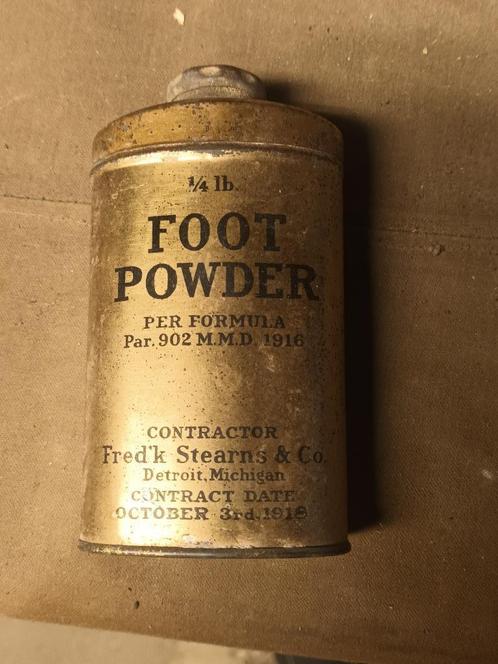 ¼ lb.
FOOT
POWDER
PER FORMULA
Par. 902 M.M.D. 1916
CONTRACTOR
Fred'k Stearns & Co.
Detroit, Michigan
CONTRACT DATE
OCTOBER 3rd. 1918